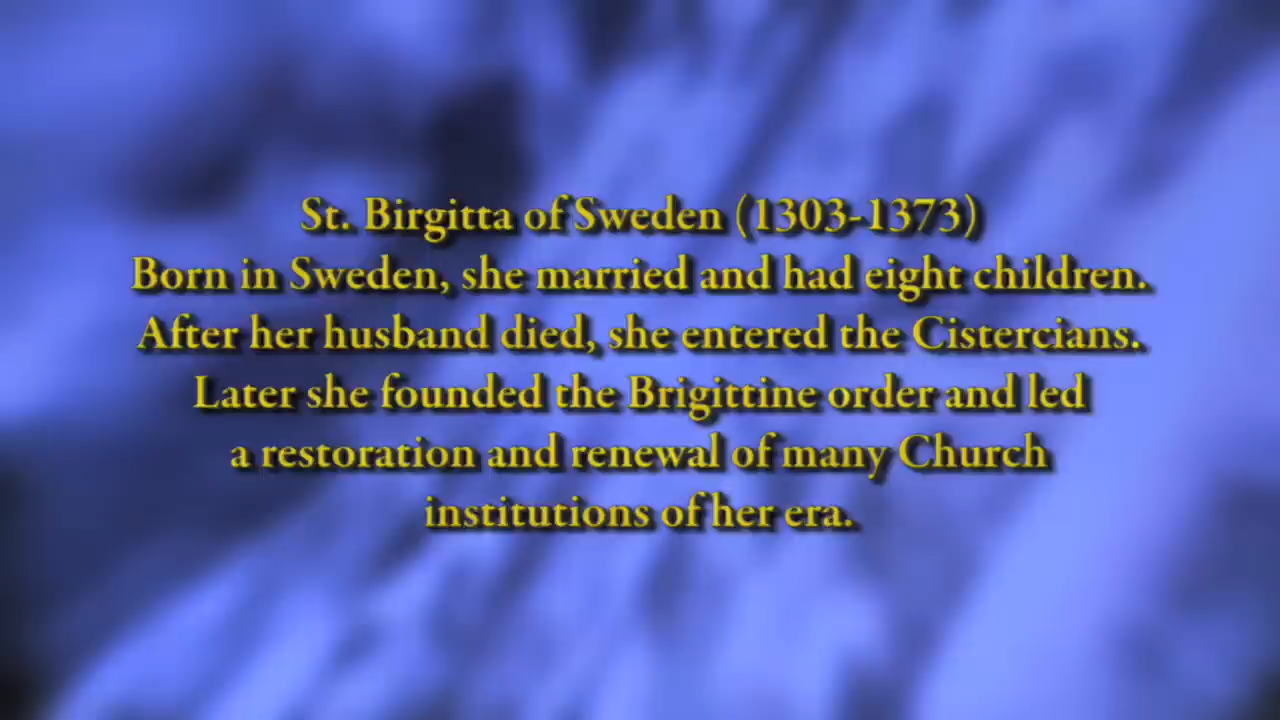 St. Birgitta of Sweden (1303-1373)
Born in Sweden, she married and had eight children.
After her husband died, she entered the Cistercians.
Later she founded the Brigittine order and led
a restoration and renewal of many Church
institutions of her era.